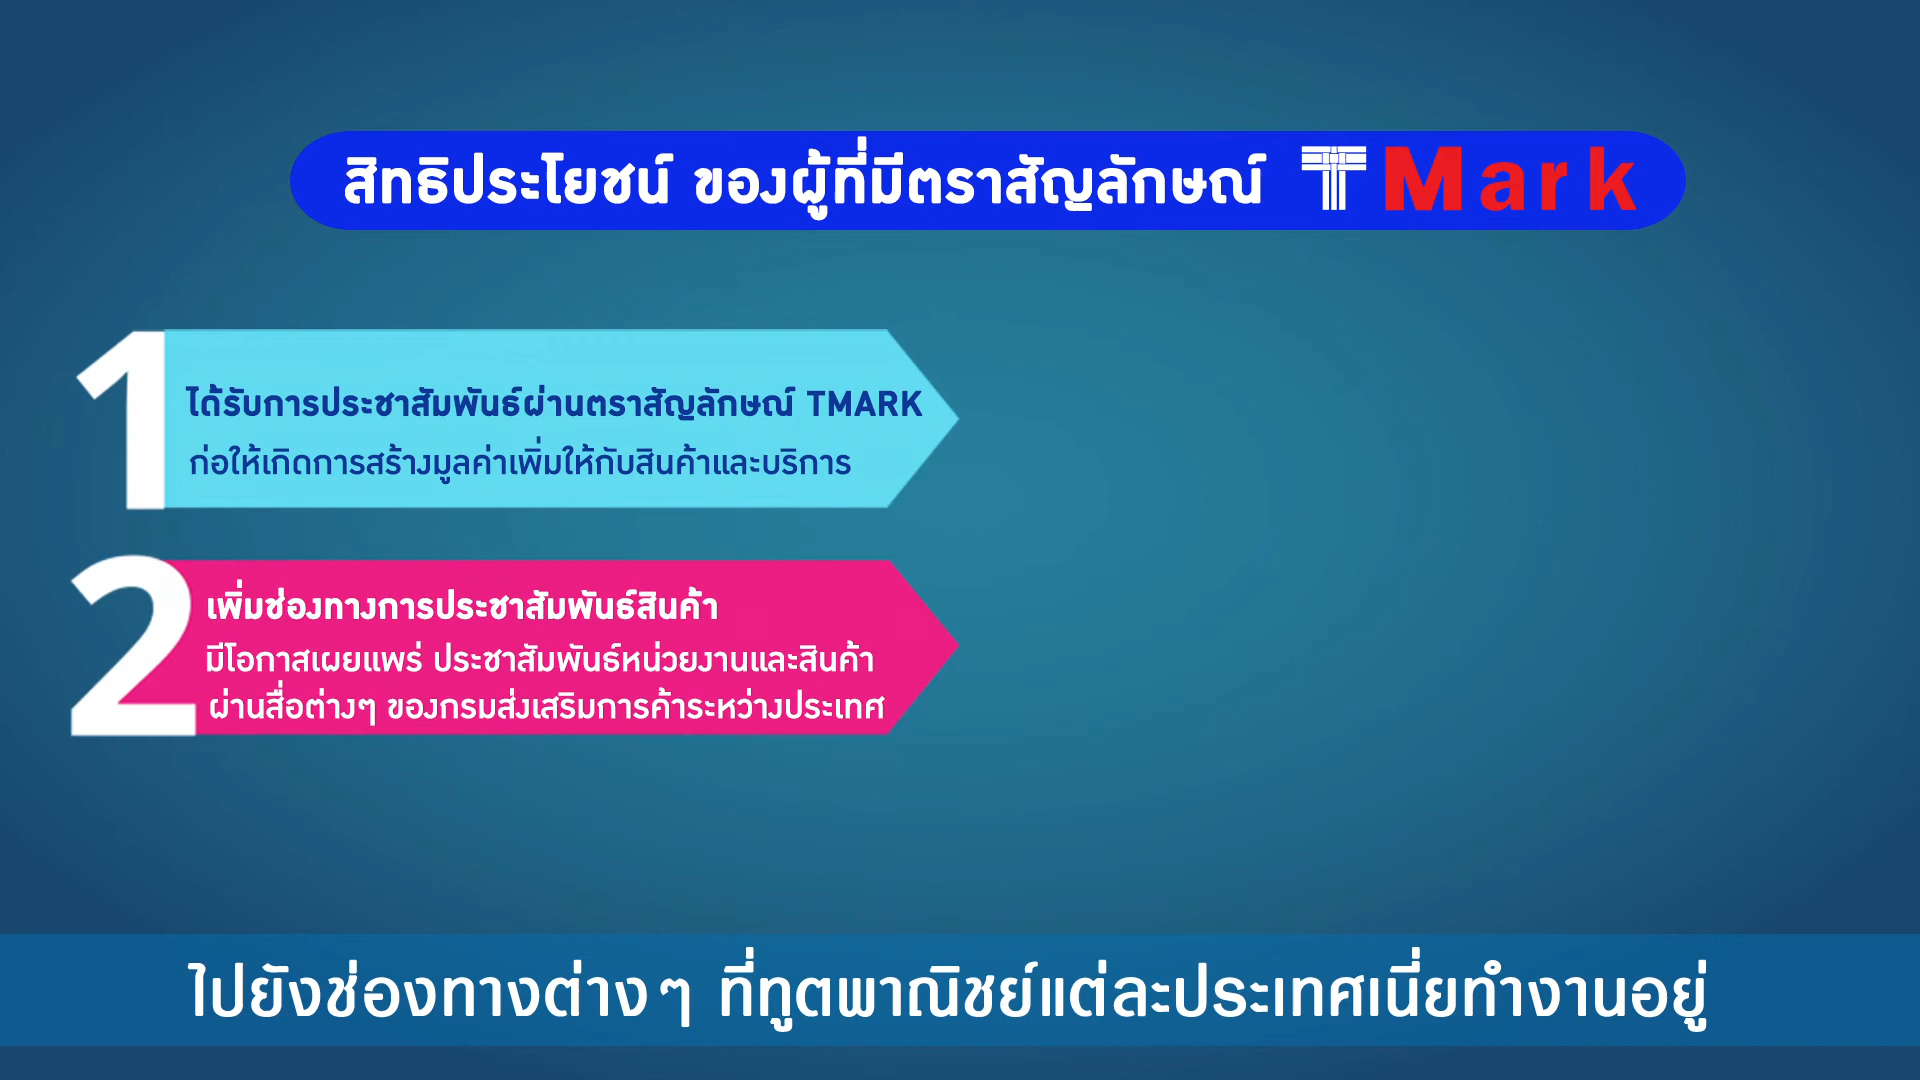 สิทธิประโยชน์ ของผู้ที่มีตราสัญลักษณ์ TMark
1
ได้รับการประชาสัมพันธ์ผ่านตราสัญลักษณ์ TMARK
ก่อให้เกิดการสร้างมูลค่าเพิ่มให้กับสินค้าและบริการ
2
เพิ่มช่องทางการประชาสัมพันธ์สินค้า
มีโอกาสเผยแพร่ ประชาสัมพันธ์หน่วยงานและสินค้า
ผ่านสื่อต่างๆ ของกรมส่งเสริมการค้าระหว่างประเทศ
ไปยังช่องทางต่างๆ ที่ทูตพาณิชย์แต่ละประเทศเนี่ยทำงานอยู่